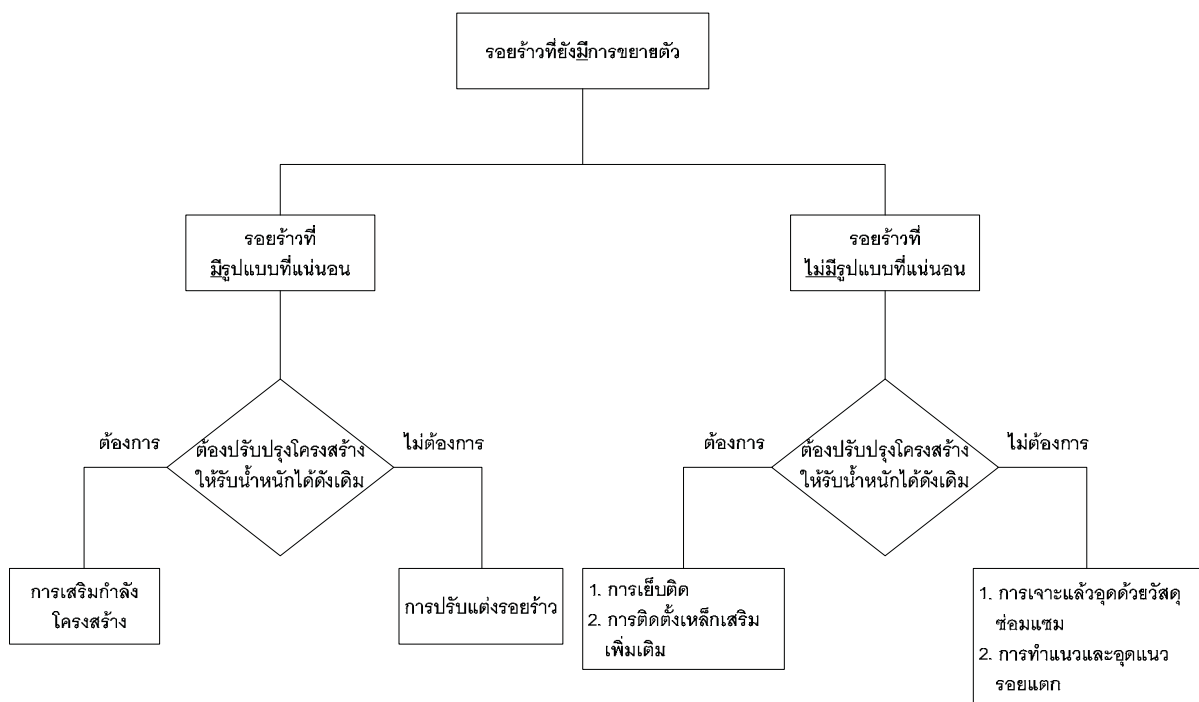 รอยร้าวที่ยังมีการขยายตัว
รอยร้าวที่
มีรูปแบบที่แน่นอน
รอยร้าวที่
ไม่มีรูปแบบที่แน่นอน
ต้องการ
ต้องปรับปรุงโครงสร้าง
ให้รับน้ำหนักได้ดังเดิม
ไม่ต้องการ
ต้องการ
ต้องปรับปรุงโครงสร้าง
ให้รับน้ำหนักได้ดังเดิม
ไม่ต้องการ
การเสริมกำลัง
โครงสร้าง
การปรับแต่งรอยร้าว
1. การเย็บติด
2. การติดตั้งเหล็กเสริม
เพิ่มเติม
1. การเจาะแล้วอุดด้วยวัสดุ
ซ่อมแซม
2. การทำแนวและอุดแนว
รอยแตก